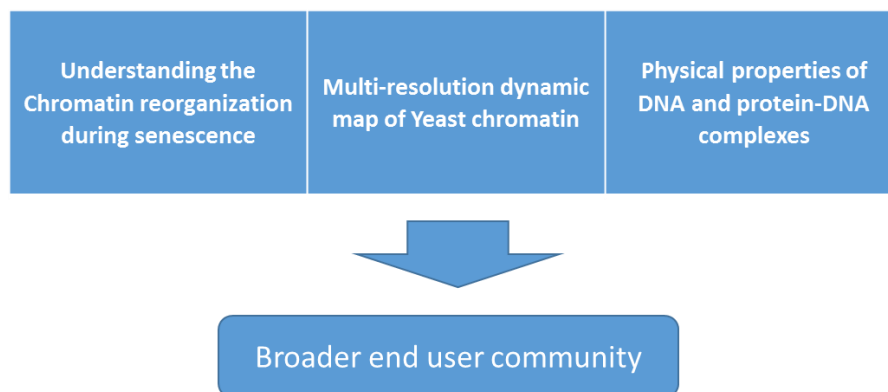 Understanding the
Chromatin reorganization
during senescence
Multi-resolution dynamic
map of Yeast chromatin
Physical properties of
DNA and protein-DNA
complexes
Broader end user community